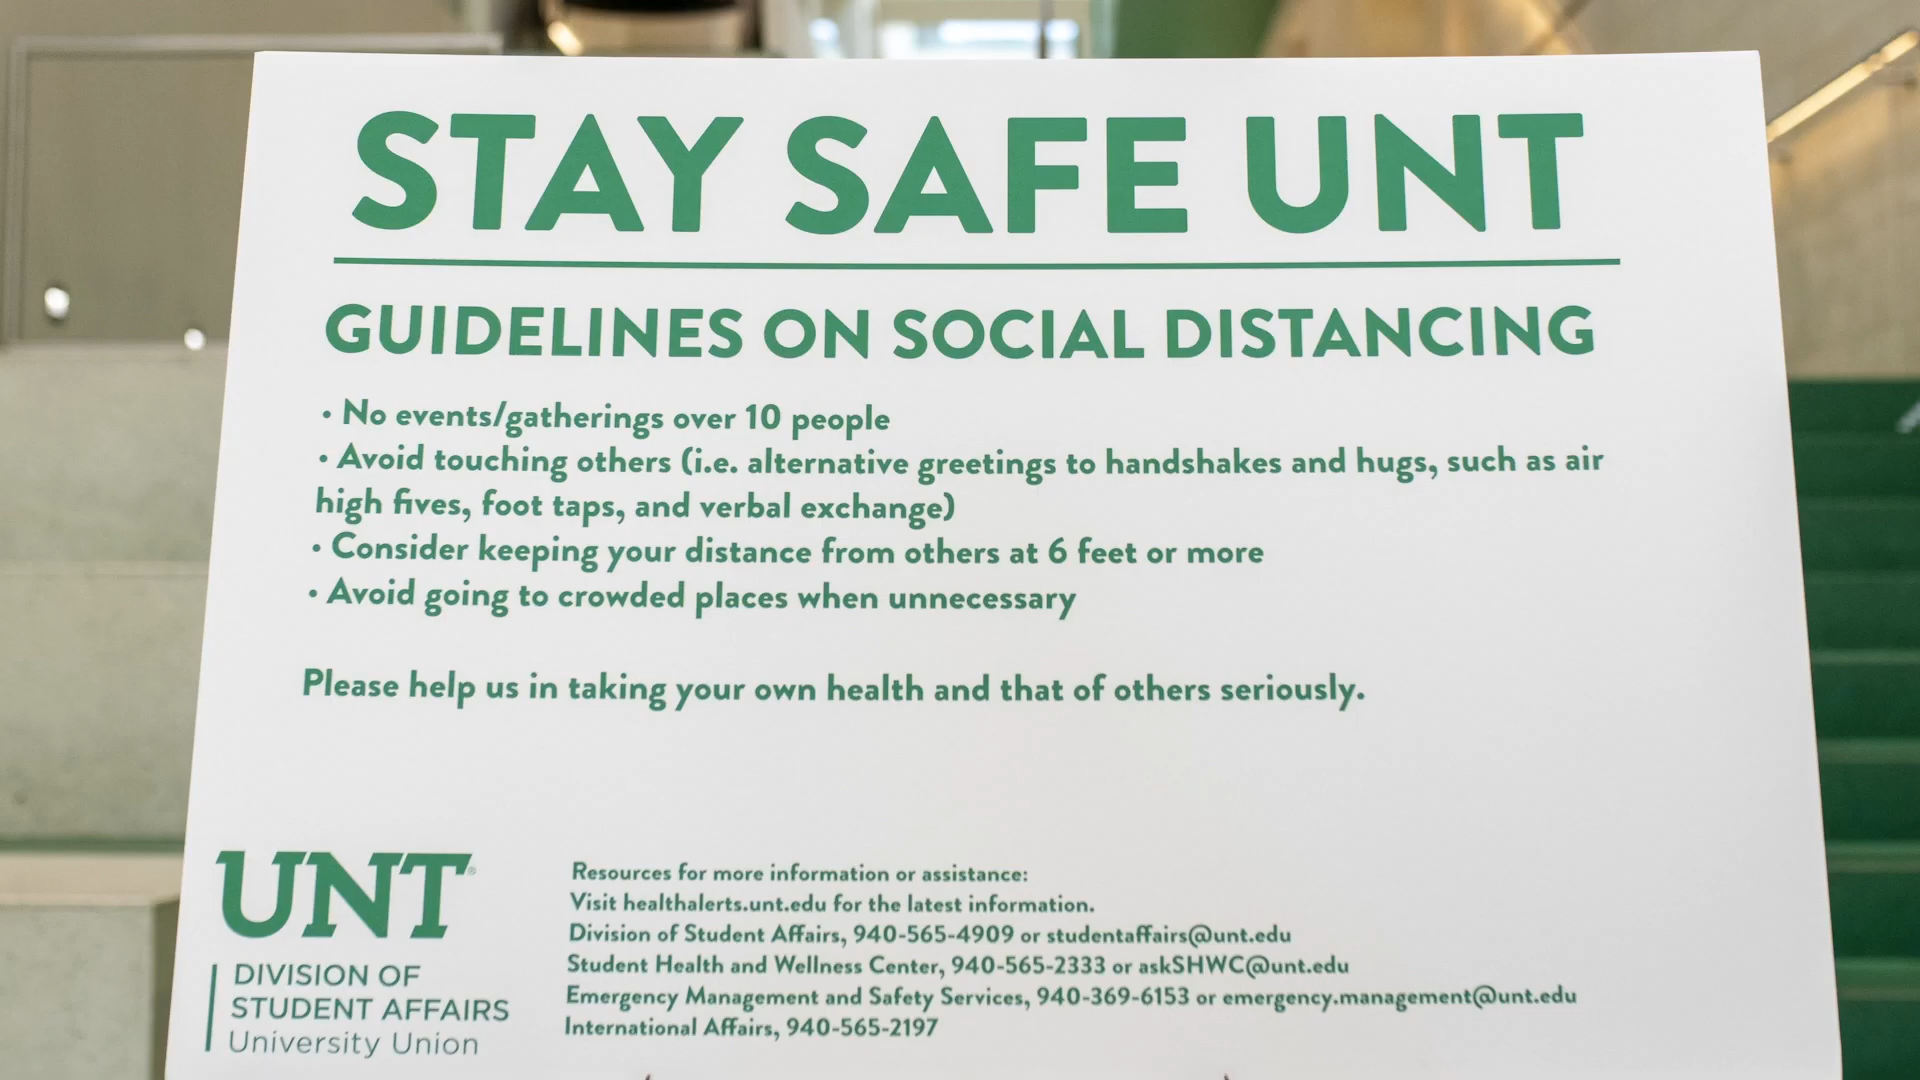 STAY SAFE UNT
GUIDELINES ON SOCIAL DISTANCING
• No events/gatherings over 10 people
• Avoid touching others (i.e. alternative greetings to handshakes and hugs, such as air
high fives, foot taps, and verbal exchange)
• Consider keeping your distance from others at 6 feet or more
• Avoid going to crowded places when unnecessary
Please help us in taking your own health and that of others seriously.
UNT®
DIVISION OF
STUDENT AFFAIRS
University Union
Resources for more information or assistance:
Visit healthalerts.unt.edu for the latest information.
Division of Student Affairs, 940-565-4909 or studentaffairs@unt.edu
Student Health and Wellness Center, 940-565-2333 or askSHWC@unt.edu
Emergency Management and Safety Services, 940-369-6153 or emergency.management@unt.edu
International Affairs, 940-565-2197